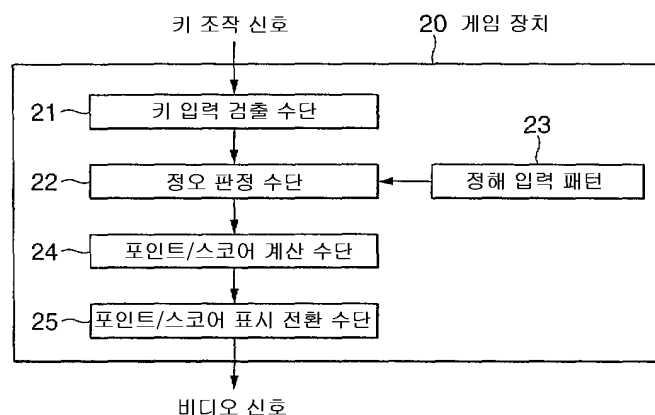 키 조작 신호
20 게임 장치
21 키 입력 검출 수단
23
22 정오 판정 수단
정해 입력 패턴
24 포인트/스코어 계산 수단
25 포인트/스코어 표시 전환 수단
비디오 신호